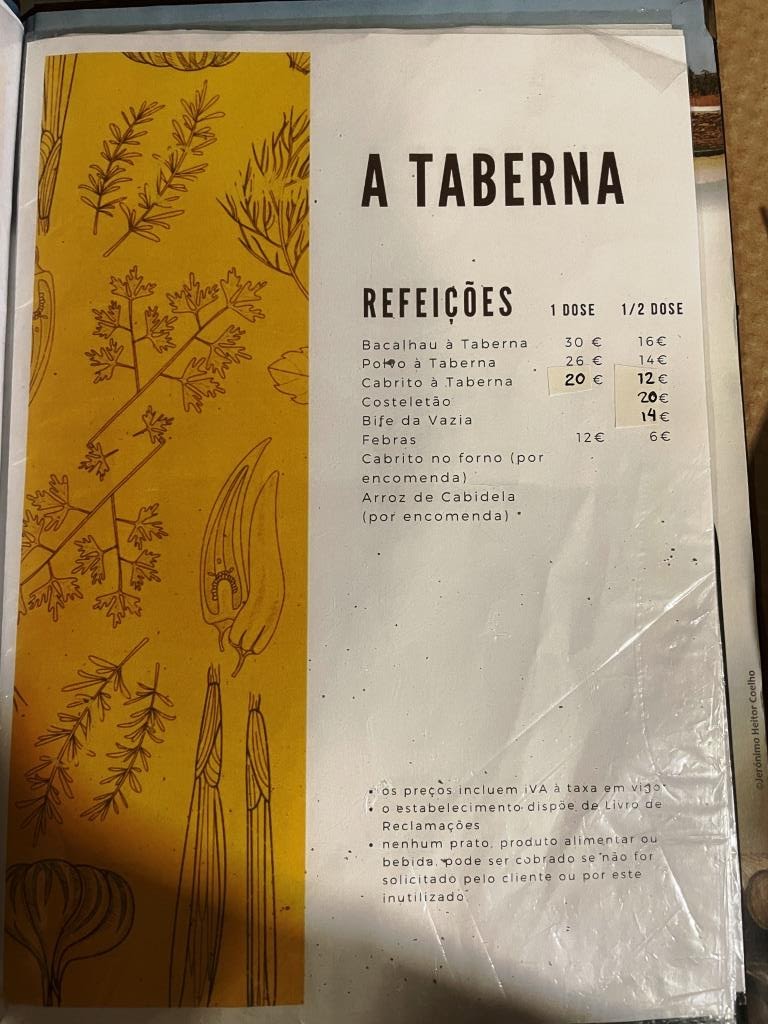 A TABERNA
REFEIÇÕES 1 DOSE 1/2 DOSE
Bacalhau à Taberna 30 € 16€
Polvo à Taberna 26 € 14€
Cabrito à Taberna 20 € 12€
Costeletão 20€
Bife da Vazia 14€
Febras 12€ 6€
Cabrito no forno (por
encomenda)
Arroz de Cabidela
(por encomenda)
• os preços incluem iVA à taxa em vigor
• o estabelecimento dispõe de Livro de
Reclamações
• nenhum prato, produto alimentar ou
bebida, pode ser cobrado se não for
solicitado pelo cliente ou por este
inutilizado
©Jerónimo Heitor Coelho